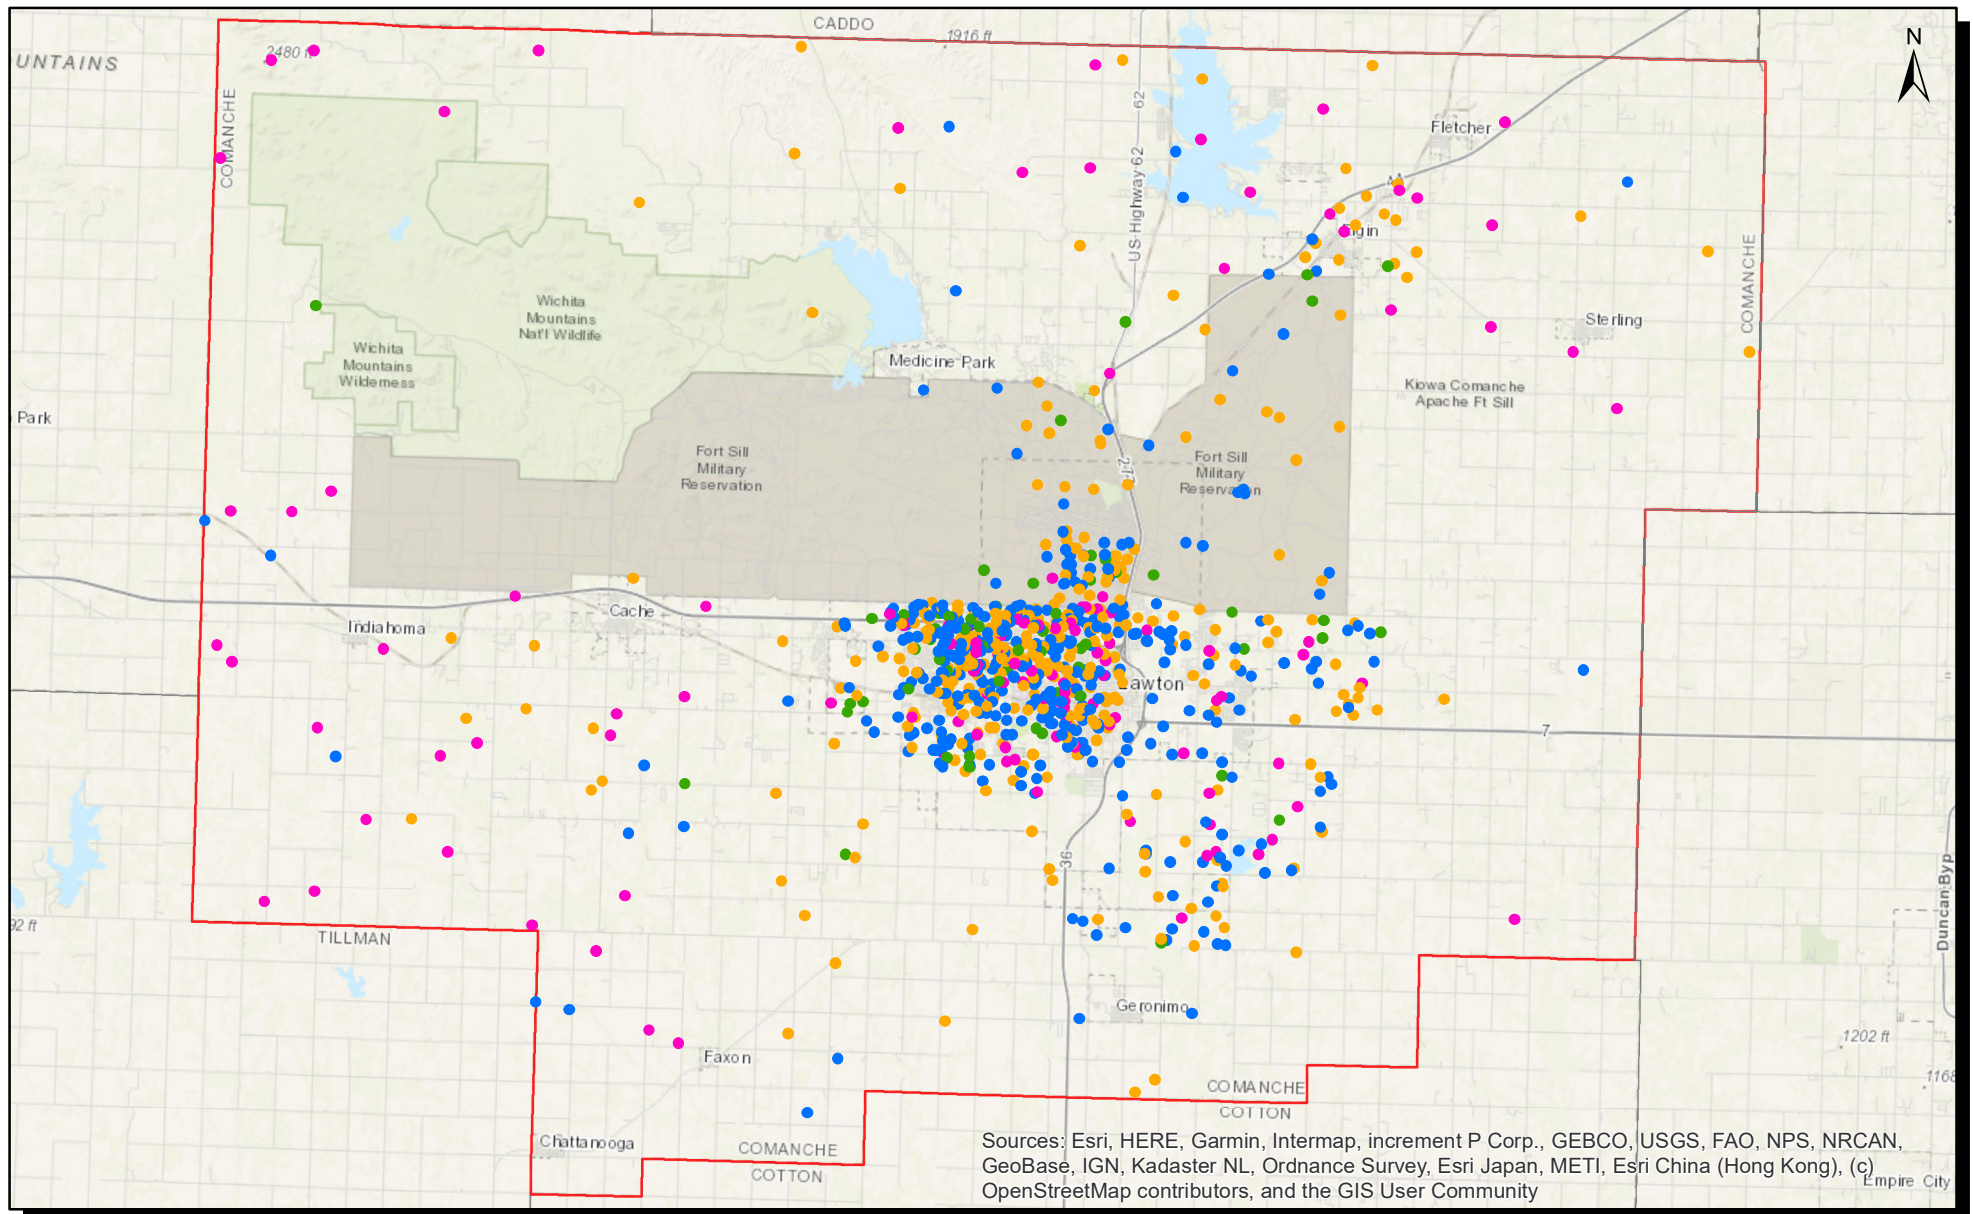 CADDO
1916 ft
N
2480 ft
UNTAINS
COMANCHE
US Highway 62
62
Fletcher
44
Elgin
COMANCHE
Wichita
Mountains
Nat'l Wildlife
Sterling
Wichita
Mountains
Wilderness
Medicine Park
Kiowa Comanche
Apache Ft Sill
Park
Fort Sill
Military
Reservation
Fort Sill
Military
Reservation
277
Cache
Indiahoma
Lawton
7
36
Duncan Byp
92 ft
TILLMAN
Geronimo
1202 ft
Faxon
1168
COMANCHE
COTTON
Chattanooga
COMANCHE
COTTON
Sources: Esri, HERE, Garmin, Intermap, increment P Corp., GEBCO, USGS, FAO, NPS, NRCAN,
GeoBase, IGN, Kadaster NL, Ordnance Survey, Esri Japan, METI, Esri China (Hong Kong), (c)
OpenStreetMap contributors, and the GIS User Community
Empire City